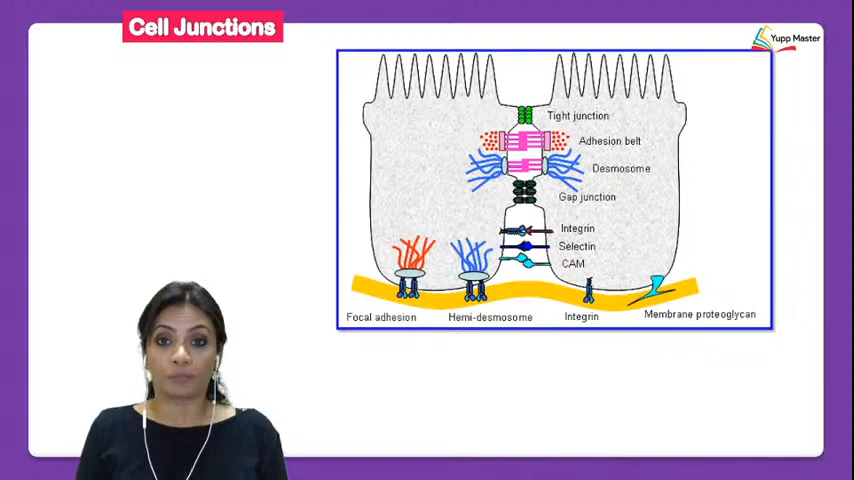 Cell Junctions
Yupp Master
Tight junction
Adhesion belt
Desmosome
Gap junction
Integrin
Selectin
CAM
Focal adhesion
Hemi-desmosome
Integrin
Membrane proteoglycan